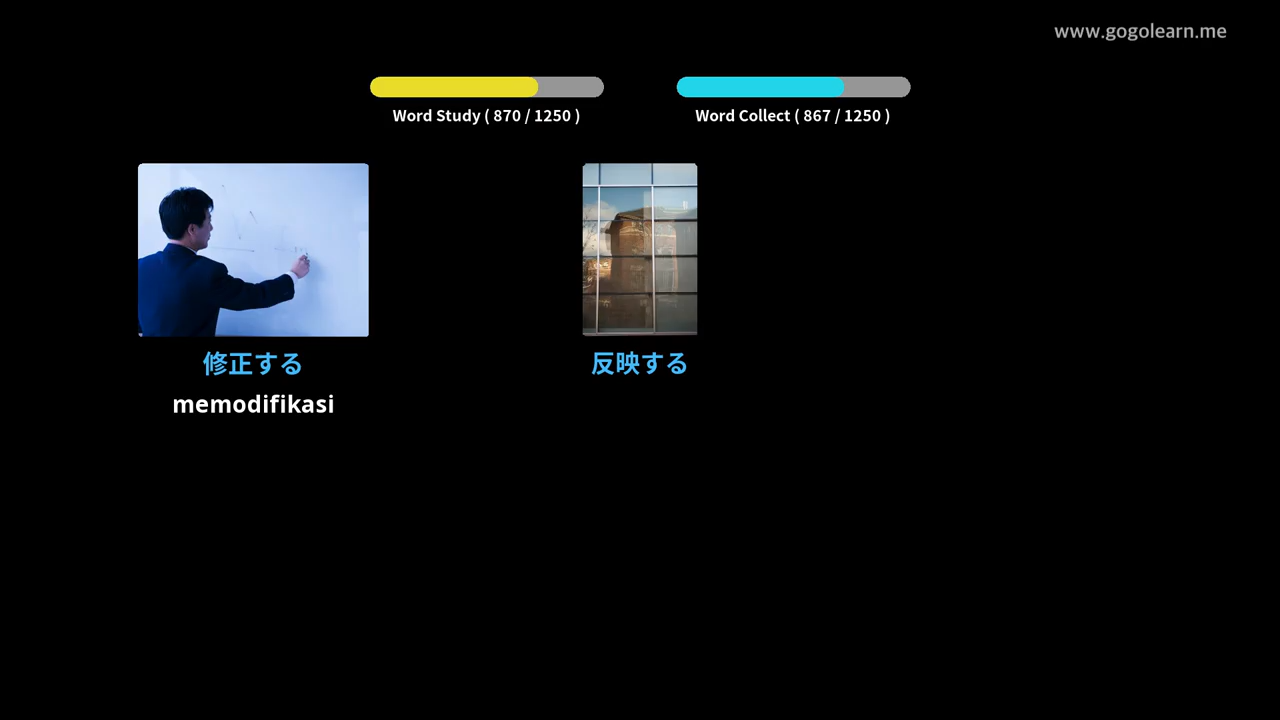 www.gogolearn.me
Word Study ( 870 / 1250 )
Word Collect ( 867 / 1250 )
修正する
memodifikasi
反映する